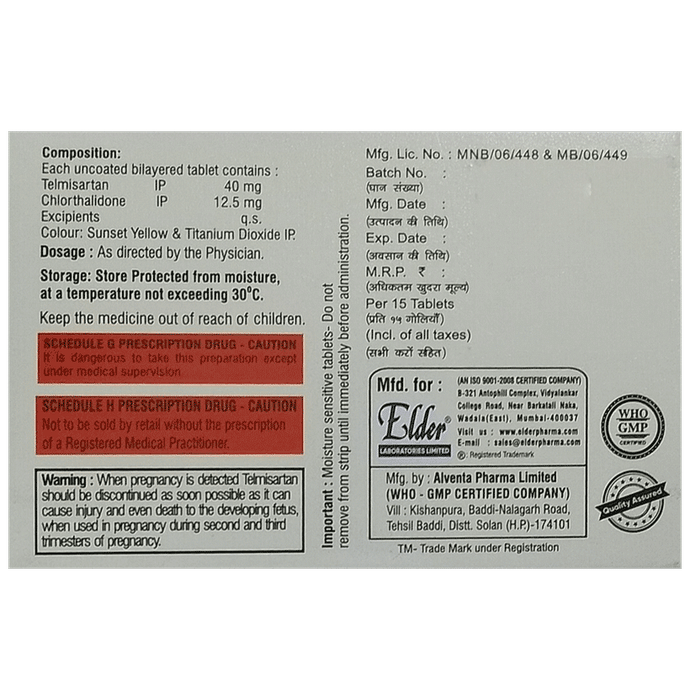 Composition:
Each uncoated bilayered tablet contains :
Telmisartan IP 40 mg
Chlorthalidone IP 12.5 mg
Excipients q.s.
Colour: Sunset Yellow & Titanium Dioxide IP.
Dosage : As directed by the Physician.
Storage: Store Protected from moisture,
at a temperature not exceeding 30°C.
Keep the medicine out of reach of children.
SCHEDULE G PRESCRIPTION DRUG - CAUTION
It is dangerous to take this preparation except
under medical supervision.
SCHEDULE H PRESCRIPTION DRUG - CAUTION
Not to be sold by retail without the prescription
of a Registered Medical Practitioner.
Warning : When pregnancy is detected Telmisartan
should be discontinued as soon possible as it can
cause injury and even death to the developing fetus,
when used in pregnancy during second and third
trimesters of pregnancy.
Important : Moisture sensitive tablets- Do not
remove from strip until immediately before administration.
Mfg. Lic. No. : MNB/06/448 & MB/06/449
Batch No. :
(घान संख्या)
Mfg. Date :
(उत्पादन की तिथि)
Exp. Date :
(अवसान की तिथि)
M.R.P. ₹ :
(अधिकतम खुदरा मूल्य)
Per 15 Tablets
(प्रति १५ गोलियाँ)
(Incl. of all taxes)
(सभी करों सहित)
Mfd. for :
Elder®
LABORATORIES LIMITED
(AN ISO 9001-2008 CERTIFIED COMPANY)
B-321 Antophill Complex, Vidyalankar
College Road, Near Barkatali Naka,
Wadala(East), Mumbai-400037
Visit us : www.elderpharma.com
E-mail : sales@elderpharma.com
Ⓡ: Registered Trademark
Mfg. by : Alventa Pharma Limited
(WHO - GMP CERTIFIED COMPANY)
Vill : Kishanpura, Baddi-Nalagarh Road,
Tehsil Baddi, Distt. Solan (H.P.)-174101
TM- Trade Mark under Registration
WHO
GMP
CERTIFIED
Quality Assured